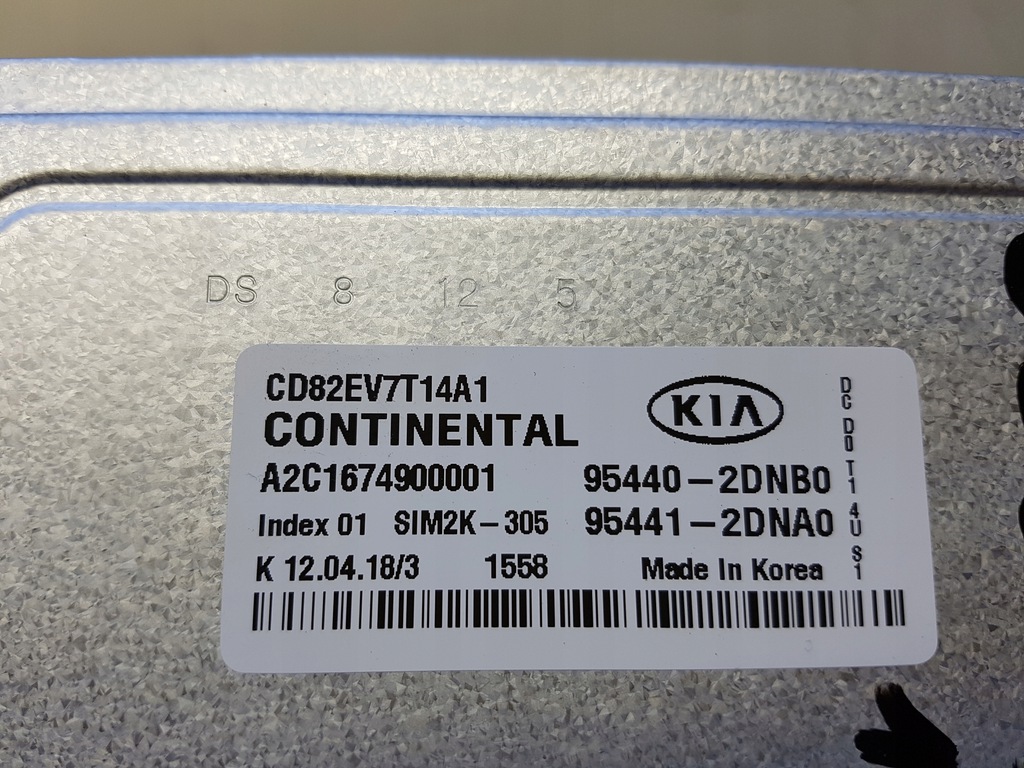 DS 8 12 5
CD82EV7T14A1
KIA
CONTINENTAL
A2C1674900001 95440-2DNB0
Index 01 SIM2K-305 95441-2DNA0
K 12.04.18/3 1558 Made In Korea
DC D0 T1 4U S1